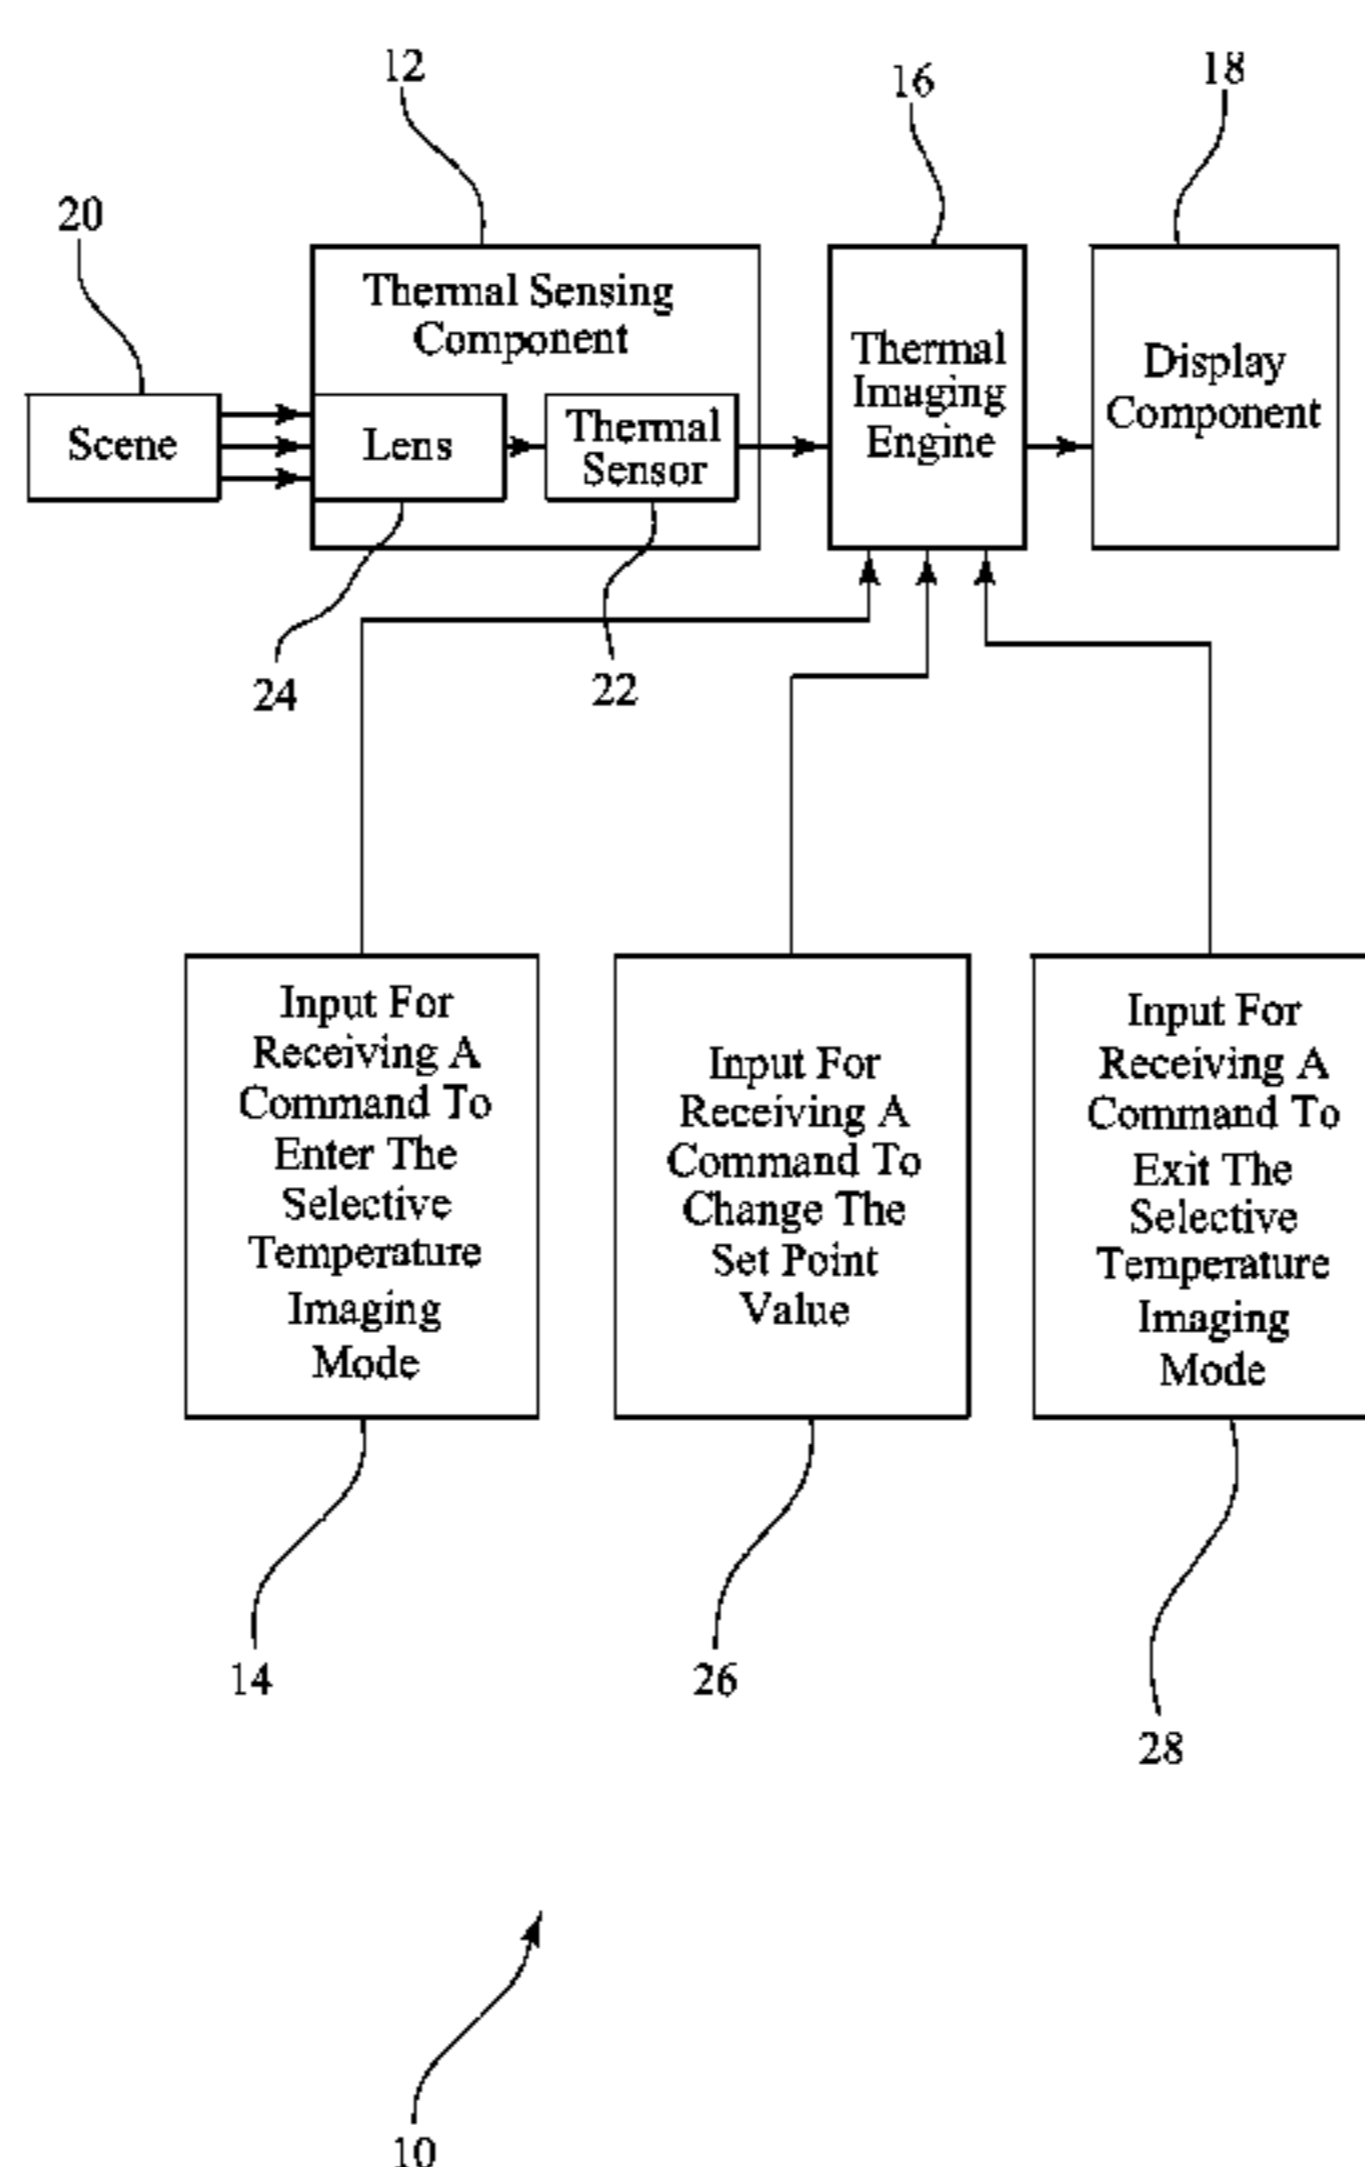 12
16
18
20
Thermal Sensing
Component
Scene
Lens
Thermal
Sensor
Thermal
Imaging
Engine
Display
Component
24
22
Input For
Receiving A
Command To
Enter The
Selective
Temperature
Imaging
Mode
Input For
Receiving A
Command To
Change The
Set Point
Value
Input For
Receiving A
Command To
Exit The
Selective
Temperature
Imaging
Mode
14
26
28
10